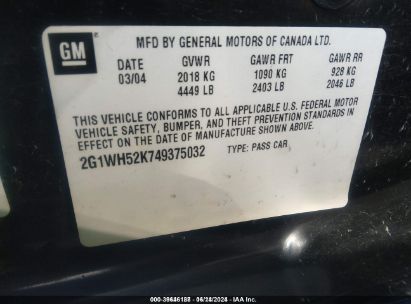 GM
MFD BY GENERAL MOTORS OF CANADA LTD.
DATE GVWR GAWR FRT GAWR RR
03/04 2018 KG 1090 KG 928 KG
4449 LB 2403 LB 2046 LB
THIS VEHICLE CONFORMS TO ALL APPLICABLE U.S. FEDERAL MOTOR
VEHICLE SAFETY, BUMPER, AND THEFT PREVENTION STANDARDS IN
EFFECT ON THE DATE OF MANUFACTURE SHOWN ABOVE.
2G1WH52K749375032 TYPE: PASS CAR
© 39646188 - 06/28/2024 - IAA Inc.